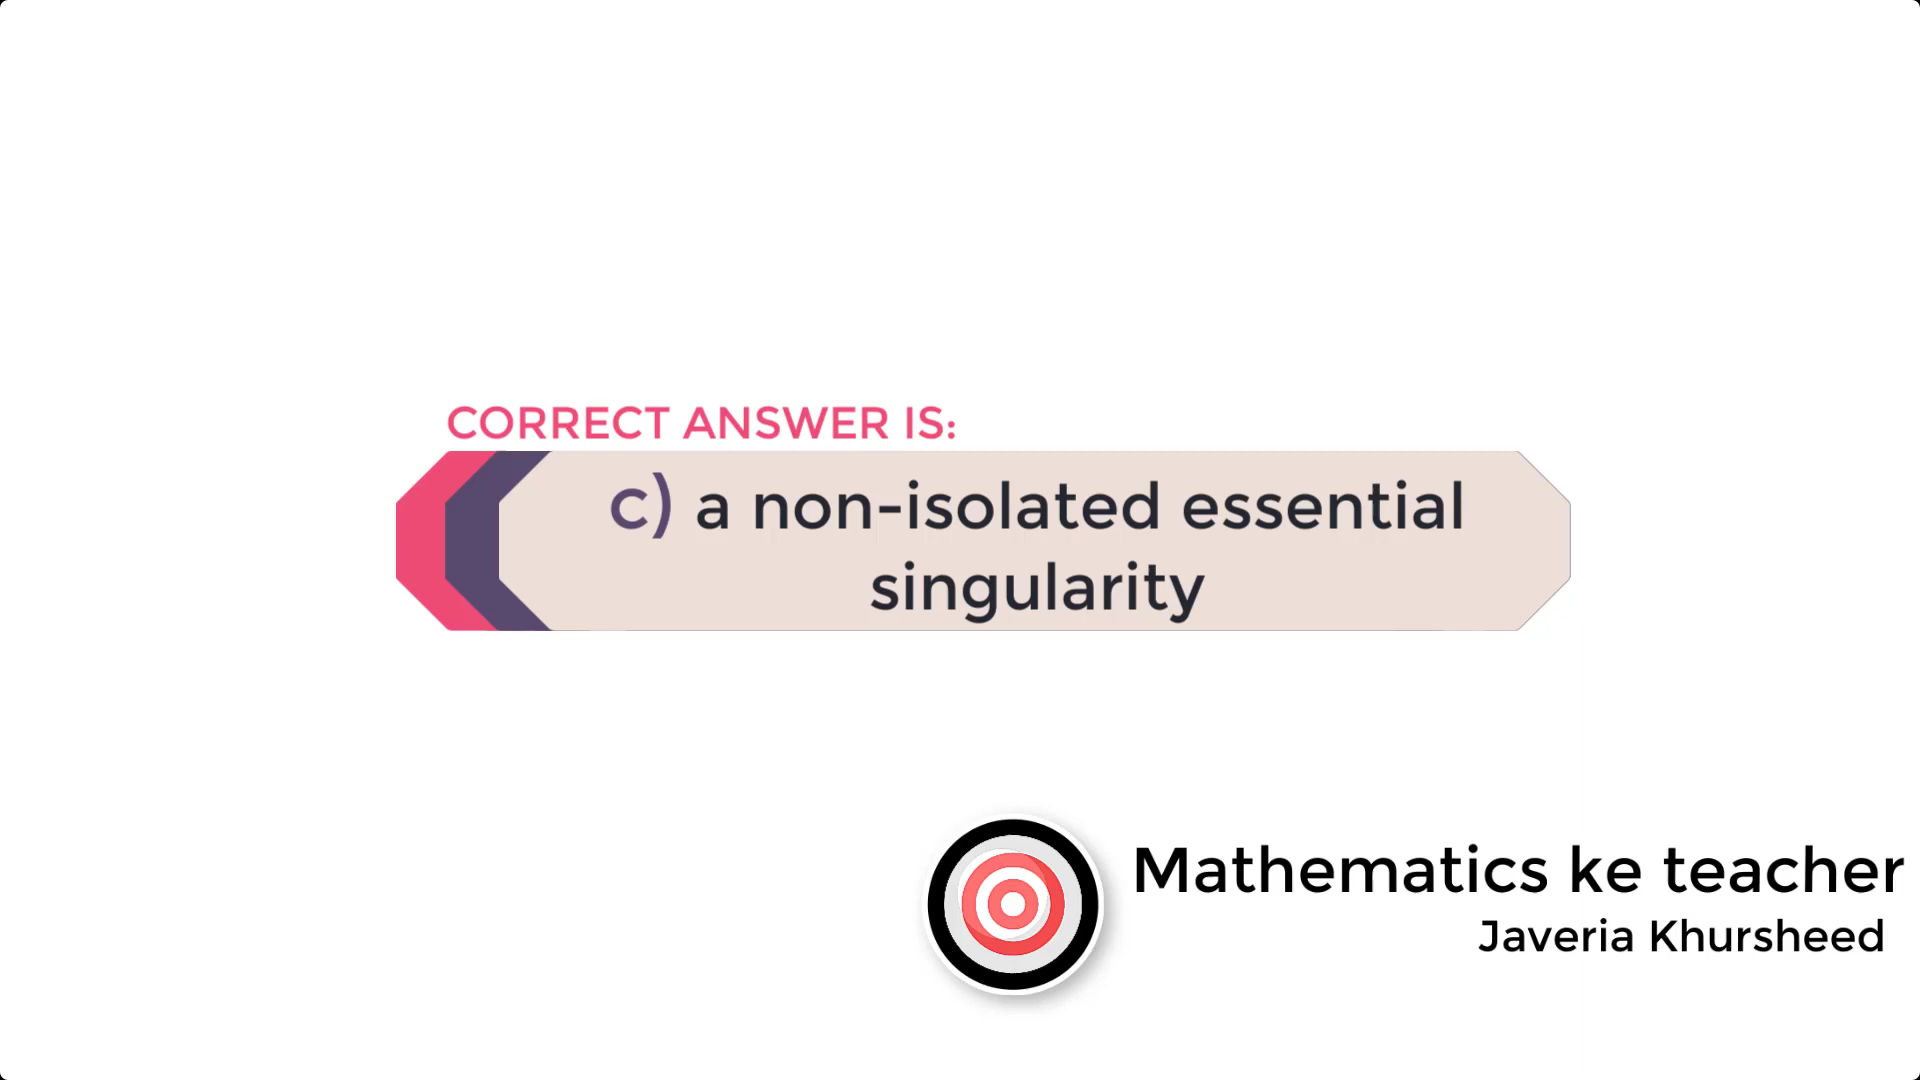 CORRECT ANSWER IS:
c) a non-isolated essential
singularity
Mathematics ke teacher
Javeria Khursheed